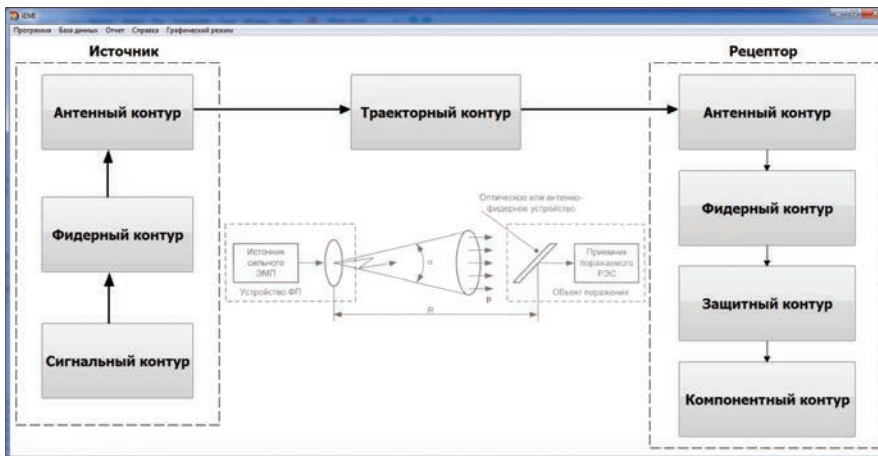 iEMI
Программа База данных Отчет Справка Графический режим
Источник
Рецептор
Антенный контур
Траекторный контур
Антенный контур
Фидерный контур
Фидерный контур
Сигнальный контур
Защитный контур
Компонентный контур
Оптическое или антенно-
фидерное устройство
Источник
сильного
ЭМП
α
Приемник
поражаемого
РЭС
Устройство ФП
p
Объект поражения
R